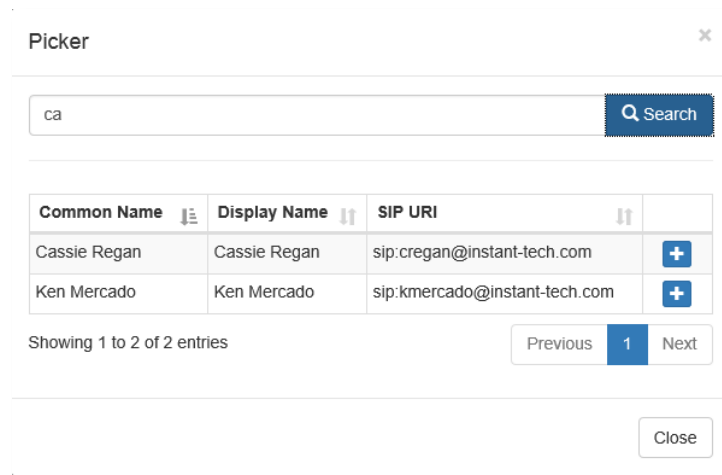 Picker ×
ca Search
Common Name Display Name SIP URI
Cassie Regan Cassie Regan sip:cregan@instant-tech.com +
Ken Mercado Ken Mercado sip:kmercado@instant-tech.com +
Showing 1 to 2 of 2 entries Previous 1 Next
Close